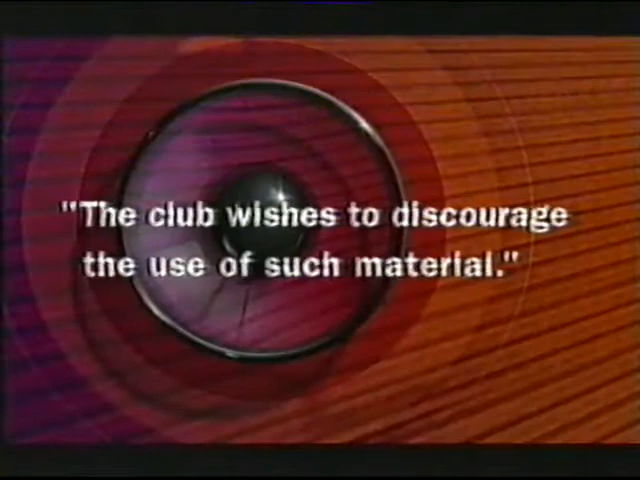 "The club wishes to discourage
the use of such material."